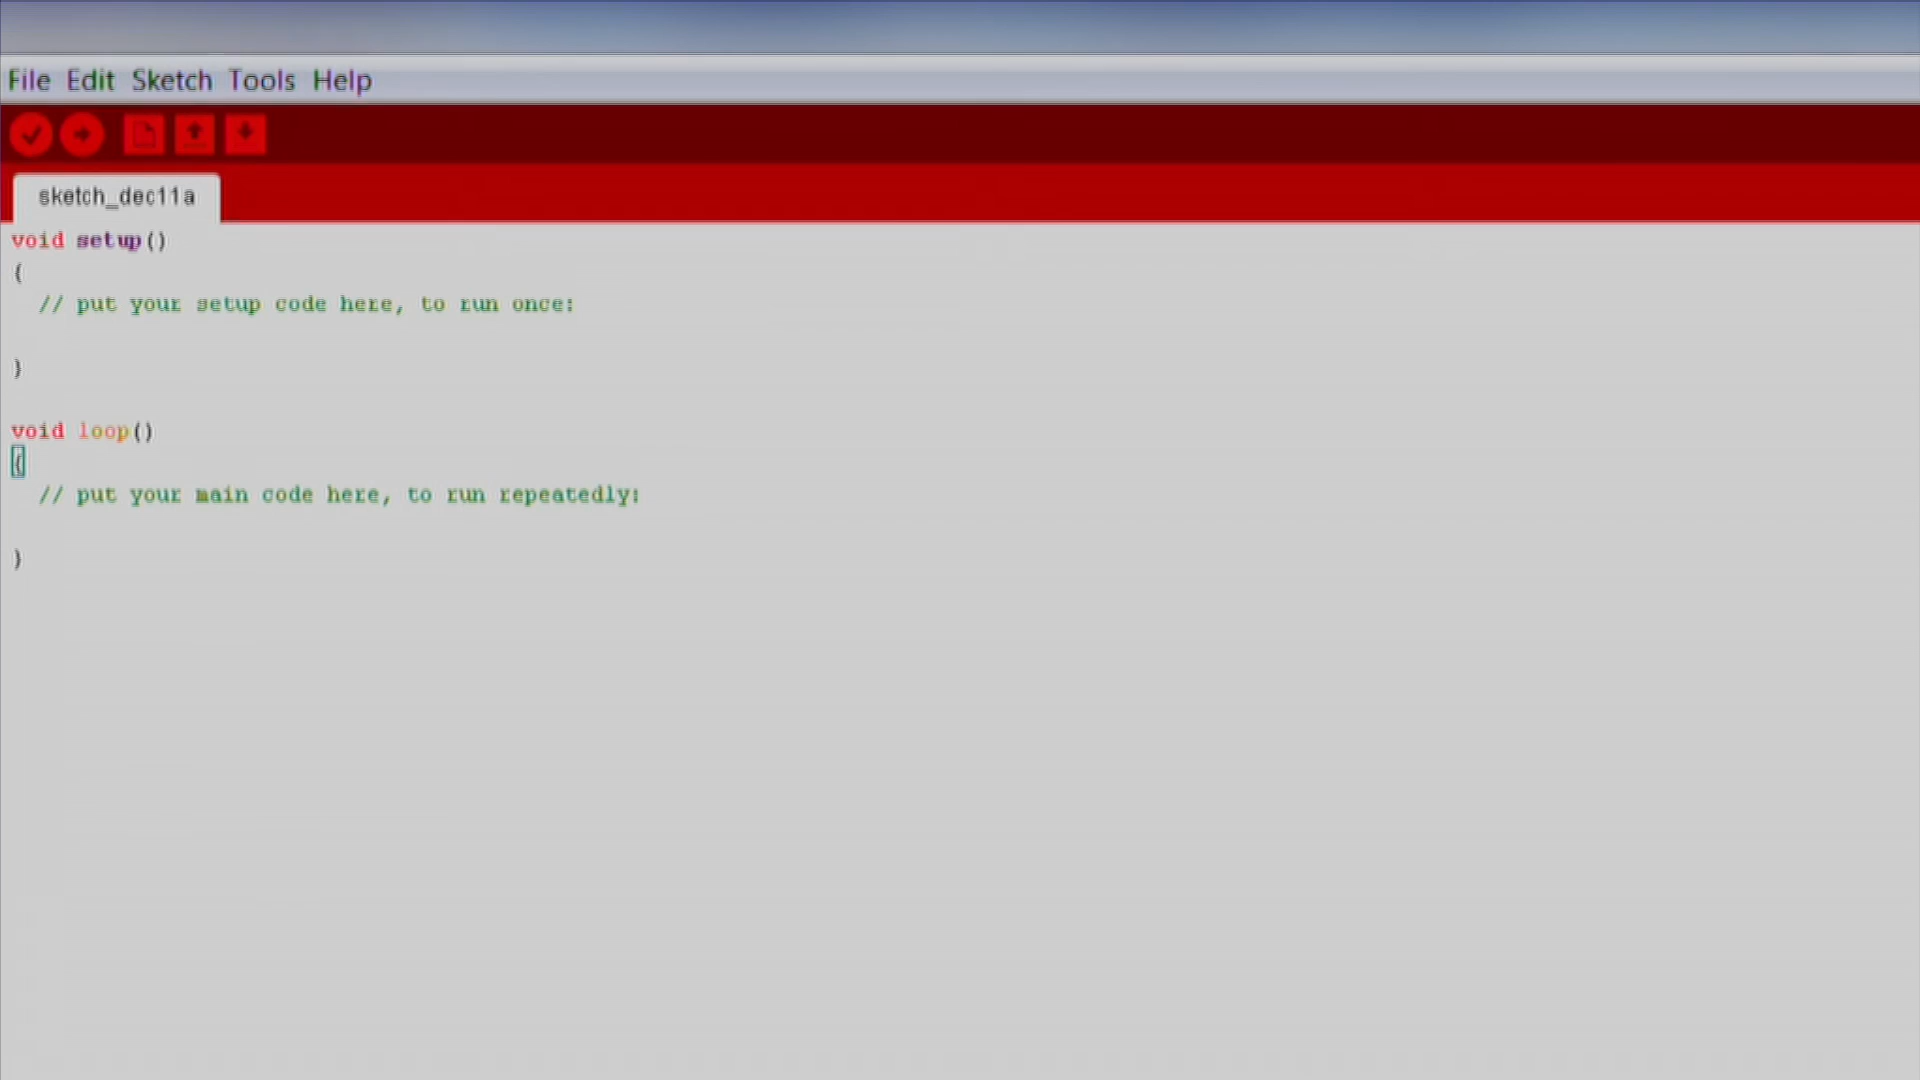 File Edit Sketch Tools Help
sketch_dec11a
void setup()
{
// put your setup code here, to run once:
}
void loop()
{
// put your main code here, to run repeatedly:
}